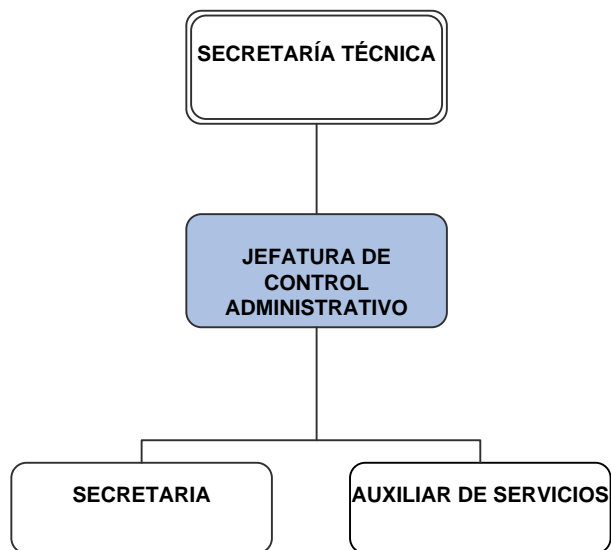 SECRETARÍA TÉCNICA
JEFATURA DE
CONTROL
ADMINISTRATIVO
SECRETARIA
AUXILIAR DE SERVICIOS